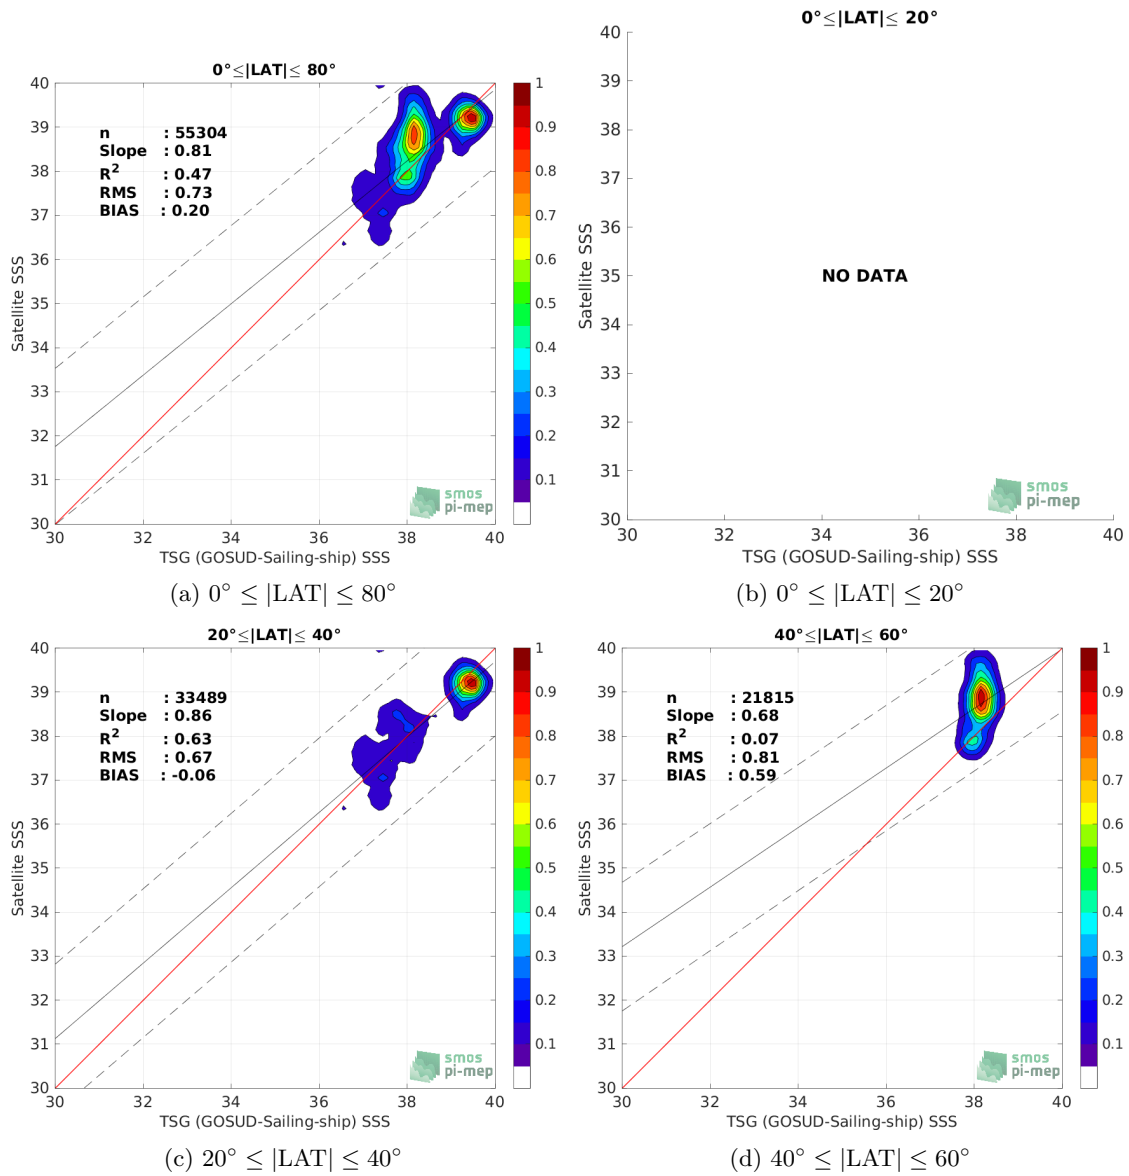 0°≤|LAT|≤ 80°
40
39
38
37
36
35
34
33
32
31
30
Satellite SSS
n : 55304
Slope : 0.81
R² : 0.47
RMS : 0.73
BIAS : 0.20
smos
pi-mep
30 32 34 36 38 40
TSG (GOSUD-Sailing-ship) SSS
1
0.9
0.8
0.7
0.6
0.5
0.4
0.3
0.2
0.1
(a) 0° ≤ |LAT| ≤ 80°
0°≤|LAT|≤ 20°
40
39
38
37
36
35
34
33
32
31
30
Satellite SSS
NO DATA
smos
pi-mep
30 32 34 36 38 40
TSG (GOSUD-Sailing-ship) SSS
(b) 0° ≤ |LAT| ≤ 20°
20°≤|LAT|≤ 40°
40
39
38
37
36
35
34
33
32
31
30
Satellite SSS
n : 33489
Slope : 0.86
R² : 0.63
RMS : 0.67
BIAS : -0.06
smos
pi-mep
30 32 34 36 38 40
TSG (GOSUD-Sailing-ship) SSS
1
0.9
0.8
0.7
0.6
0.5
0.4
0.3
0.2
0.1
(c) 20° ≤ |LAT| ≤ 40°
40°≤|LAT|≤ 60°
40
39
38
37
36
35
34
33
32
31
30
Satellite SSS
n : 21815
Slope : 0.68
R² : 0.07
RMS : 0.81
BIAS : 0.59
smos
pi-mep
30 32 34 36 38 40
TSG (GOSUD-Sailing-ship) SSS
1
0.9
0.8
0.7
0.6
0.5
0.4
0.3
0.2
0.1
(d) 40° ≤ |LAT| ≤ 60°